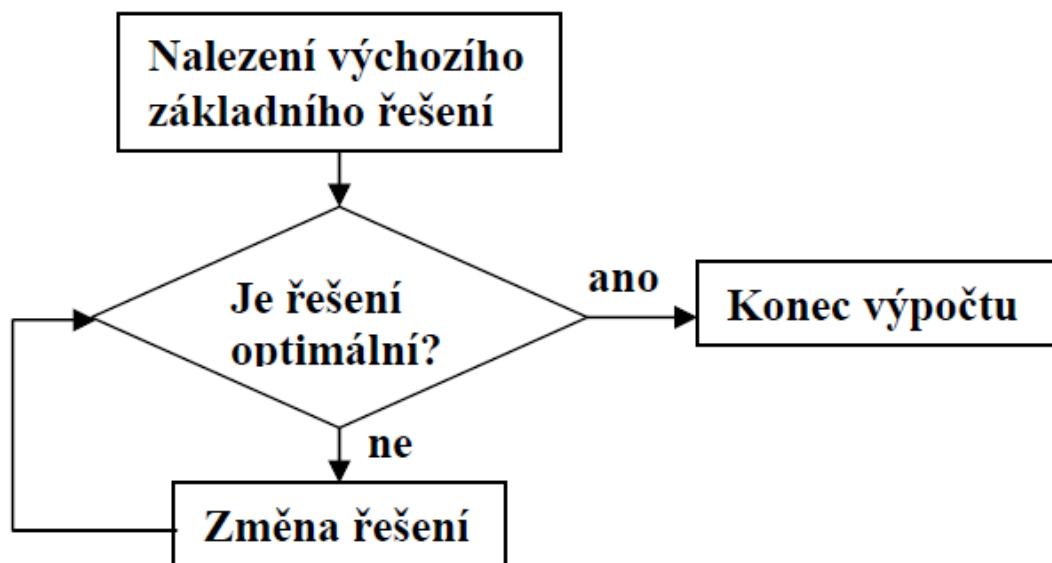 Nalezení výchozího
základního řešení
Je řešení
optimální?
ano
Konec výpočtu
ne
Změna řešení